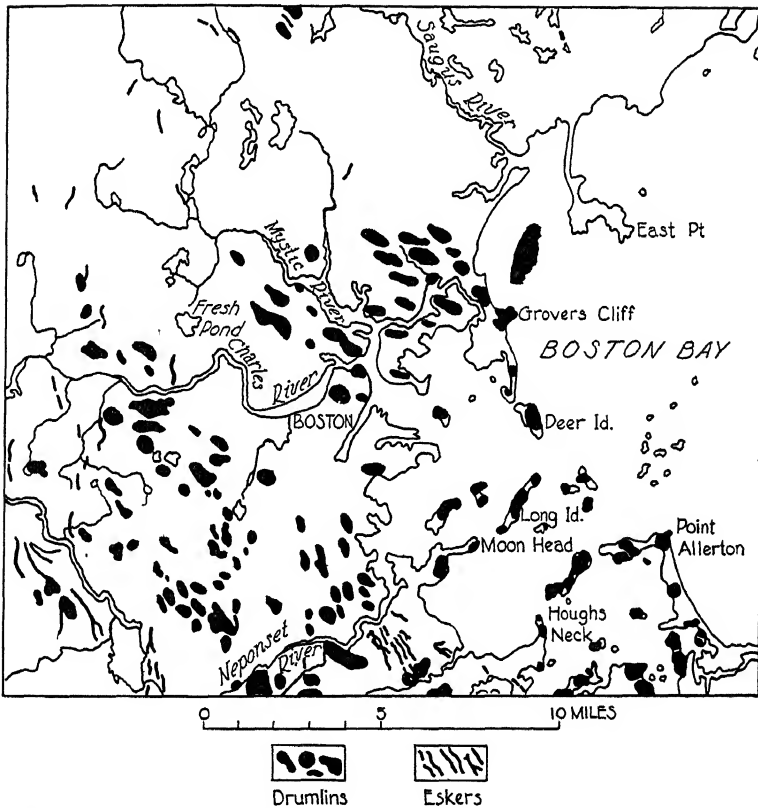 Saugus River
East Pt
Mystic River
Fresh
Pond
Grovers Cliff
BOSTON BAY
Charles River
BOSTON
Deer Id.
Long Id.
Moon Head
Point
Allerton
Houghs
Neck
Neponset
River
0 5 10 MILES
Drumlins Eskers